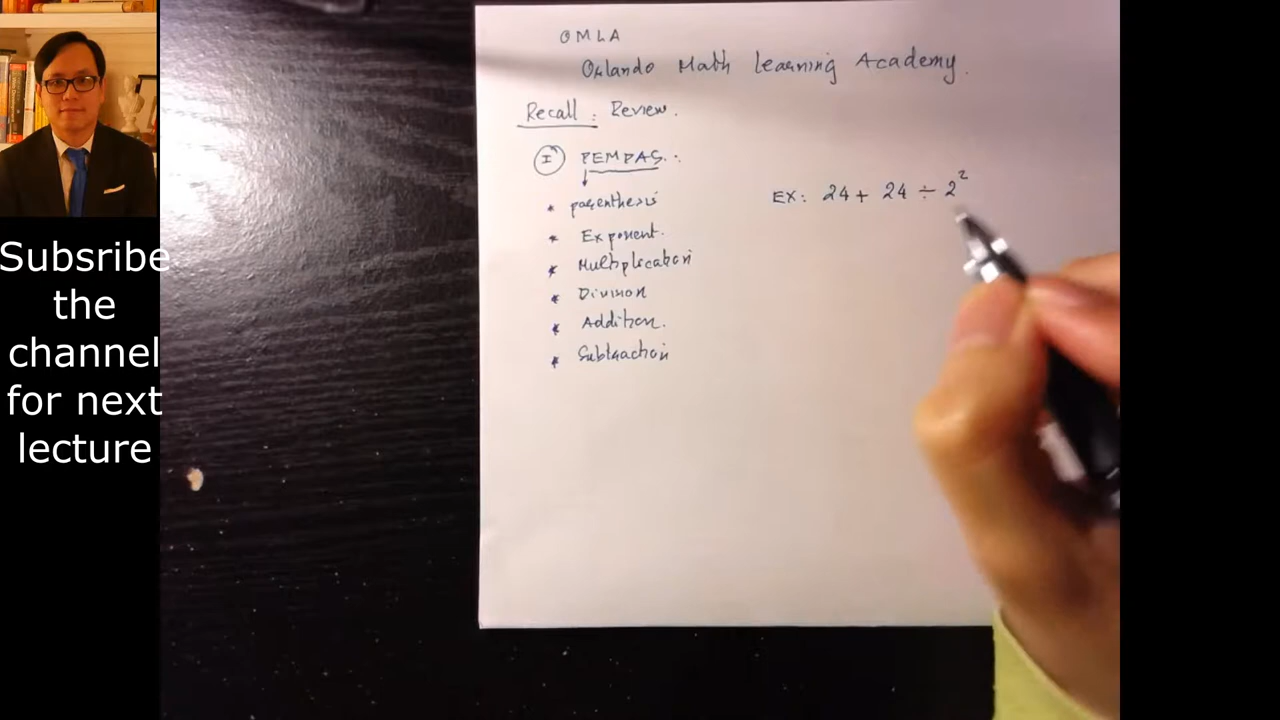 Subsribe
the
channel
for next
lecture
OMLA
Orlando Math Learning Academy.
Recall : Review.
I PEMPAS :
* parenthesis
* Exponent.
* Multiplication
* Division
* Addition.
* Subtraction
EX: 24 + 24 ÷ 2²